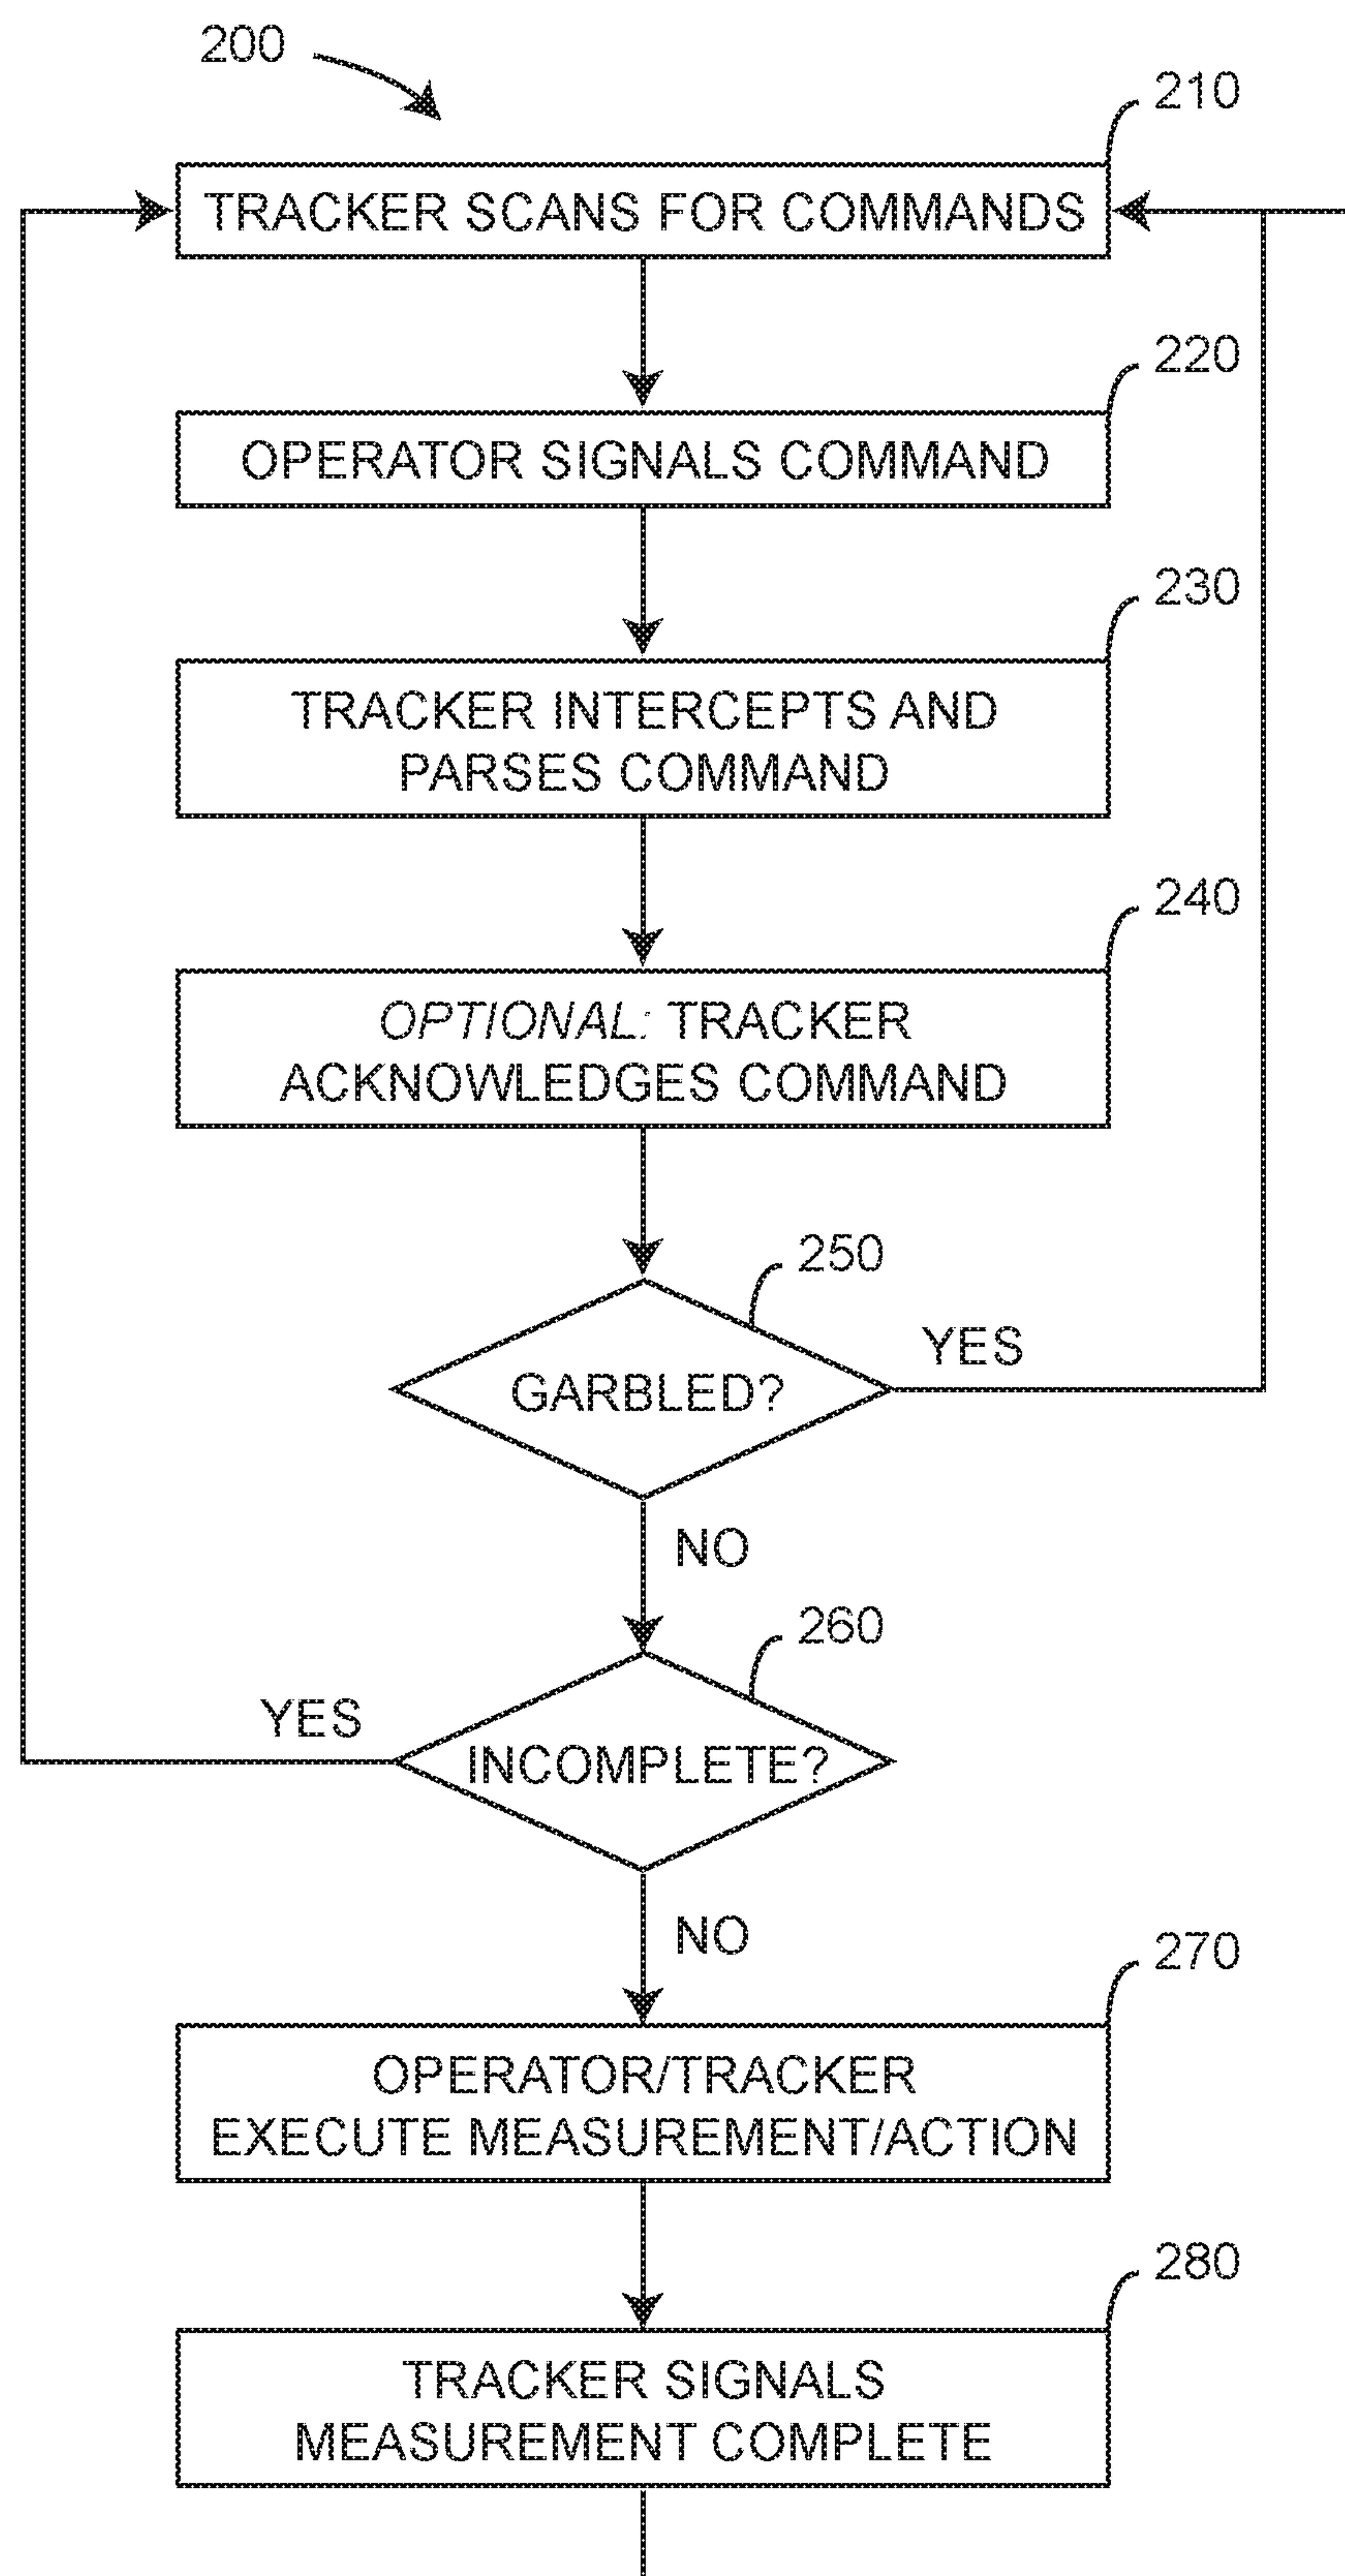 200
210
TRACKER SCANS FOR COMMANDS
220
OPERATOR SIGNALS COMMAND
230
TRACKER INTERCEPTS AND
PARSES COMMAND
240
OPTIONAL: TRACKER
ACKNOWLEDGES COMMAND
250
GARBLED?
YES
NO
260
YES
INCOMPLETE?
NO
270
OPERATOR/TRACKER
EXECUTE MEASUREMENT/ACTION
280
TRACKER SIGNALS
MEASUREMENT COMPLETE